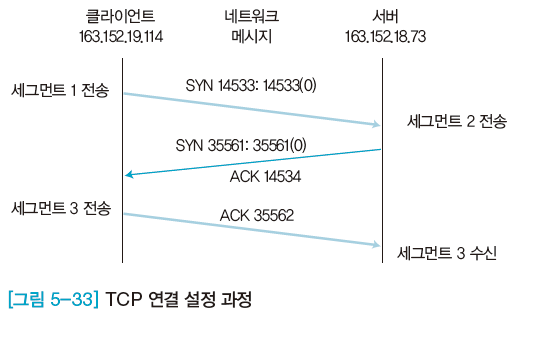 클라이언트 네트워크 서버
163.152.19.114 메시지 163.152.18.73
세그먼트 1 전송
SYN 14533: 14533(0)
세그먼트 2 전송
SYN 35561: 35561(0)
ACK 14534
세그먼트 3 전송
ACK 35562
세그먼트 3 수신
[그림 5-33] TCP 연결 설정 과정